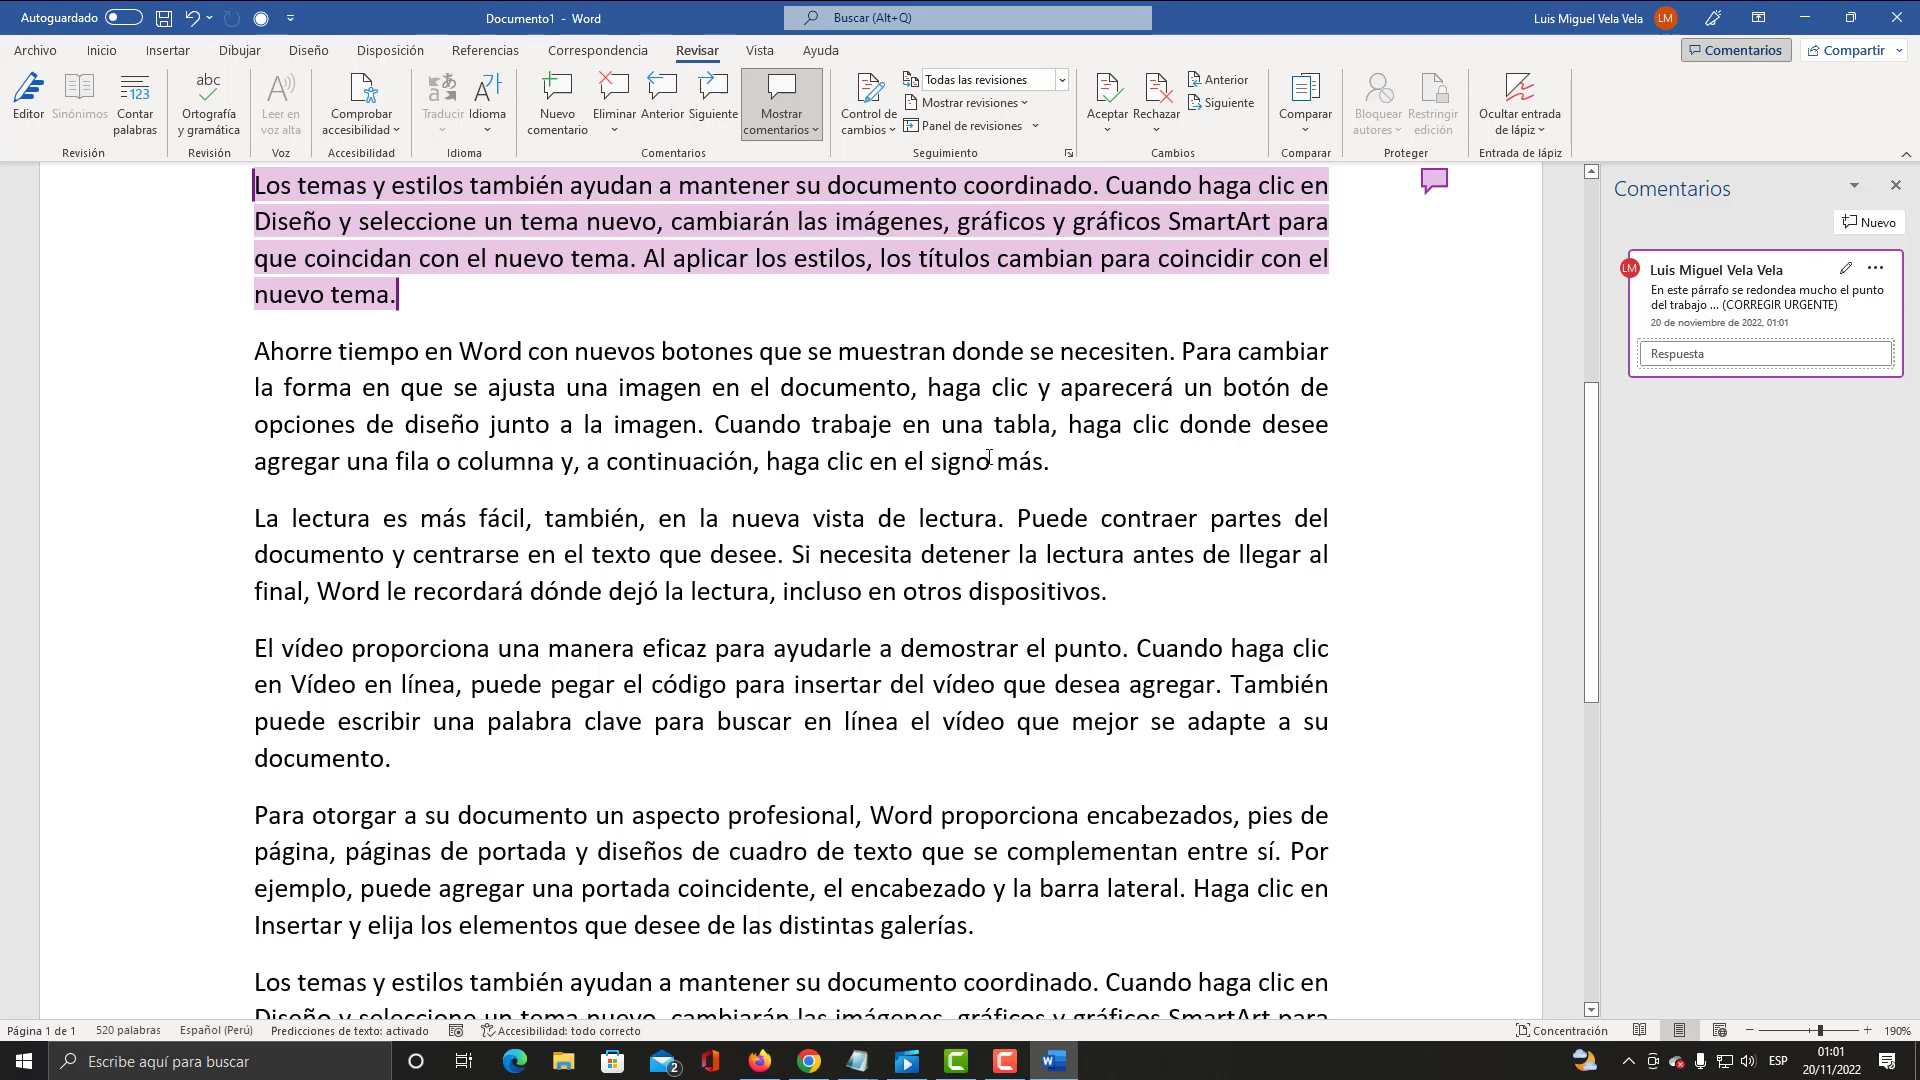 Autoguardado
Documento1 - Word
Buscar (Alt+Q)
Luis Miguel Vela Vela
LM
Archivo Inicio Insertar Dibujar Diseño Disposición Referencias Correspondencia Revisar Vista Ayuda
Comentarios
Compartir
Editor
Sinónimos
Contar palabras
Revisión
Ortografía y gramática
Revisión
Leer en voz alta
Voz
Comprobar accesibilidad
Accesibilidad
Traducir
Idioma
Idioma
Nuevo comentario
Eliminar
Anterior
Siguiente
Mostrar comentarios
Comentarios
Control de cambios
Todas las revisiones
Mostrar revisiones
Panel de revisiones
Seguimiento
Aceptar
Rechazar
Anterior
Siguiente
Cambios
Comparar
Comparar
Bloquear autores
Restringir edición
Proteger
Ocultar entrada de lápiz
Entrada de lápiz
Los temas y estilos también ayudan a mantener su documento coordinado. Cuando haga clic en
Diseño y seleccione un tema nuevo, cambiarán las imágenes, gráficos y gráficos SmartArt para
que coincidan con el nuevo tema. Al aplicar los estilos, los títulos cambian para coincidir con el
nuevo tema.
Ahorre tiempo en Word con nuevos botones que se muestran donde se necesiten. Para cambiar
la forma en que se ajusta una imagen en el documento, haga clic y aparecerá un botón de
opciones de diseño junto a la imagen. Cuando trabaje en una tabla, haga clic donde desee
agregar una fila o columna y, a continuación, haga clic en el signo más.
La lectura es más fácil, también, en la nueva vista de lectura. Puede contraer partes del
documento y centrarse en el texto que desee. Si necesita detener la lectura antes de llegar al
final, Word le recordará dónde dejó la lectura, incluso en otros dispositivos.
El vídeo proporciona una manera eficaz para ayudarle a demostrar el punto. Cuando haga clic
en Vídeo en línea, puede pegar el código para insertar del vídeo que desea agregar. También
puede escribir una palabra clave para buscar en línea el vídeo que mejor se adapte a su
documento.
Para otorgar a su documento un aspecto profesional, Word proporciona encabezados, pies de
página, páginas de portada y diseños de cuadro de texto que se complementan entre sí. Por
ejemplo, puede agregar una portada coincidente, el encabezado y la barra lateral. Haga clic en
Insertar y elija los elementos que desee de las distintas galerías.
Los temas y estilos también ayudan a mantener su documento coordinado. Cuando haga clic en
Diseño y seleccione un tema nuevo, cambiarán las imágenes, gráficos y gráficos SmartArt para
Comentarios
Nuevo
LM
Luis Miguel Vela Vela
En este párrafo se redondea mucho el punto
del trabajo ... (CORREGIR URGENTE)
20 de noviembre de 2022, 01:01
Respuesta
Página 1 de 1
520 palabras
Español (Perú)
Predicciones de texto: activado
Accesibilidad: todo correcto
Concentración
190%
Escribe aquí para buscar
2
ESP
01:01
20/11/2022